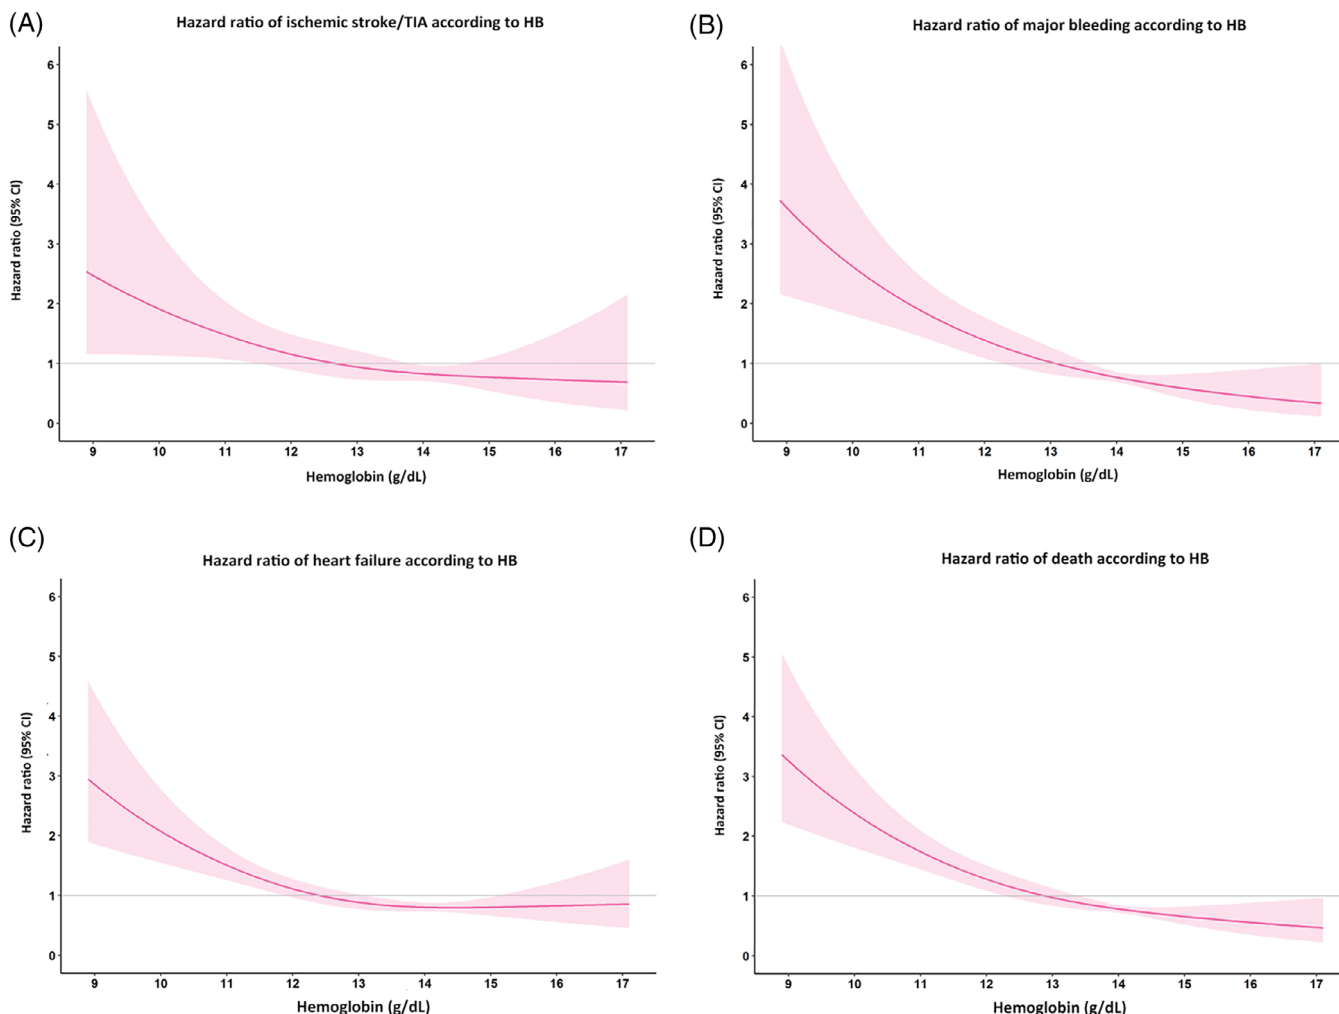 (A)
Hazard ratio of ischemic stroke/TIA according to HB
6
5
4
3
2
1
0
Hazard ratio (95% CI)
9 10 11 12 13 14 15 16 17
Hemoglobin (g/dL)
(B)
Hazard ratio of major bleeding according to HB
6
5
4
3
2
1
0
Hazard ratio (95% CI)
9 10 11 12 13 14 15 16 17
Hemoglobin (g/dL)
(C)
Hazard ratio of heart failure according to HB
6
5
4
3
2
1
0
Hazard ratio (95% CI)
9 10 11 12 13 14 15 16 17
Hemoglobin (g/dL)
(D)
Hazard ratio of death according to HB
6
5
4
3
2
1
0
Hazard ratio (95% CI)
9 10 11 12 13 14 15 16 17
Hemoglobin (g/dL)